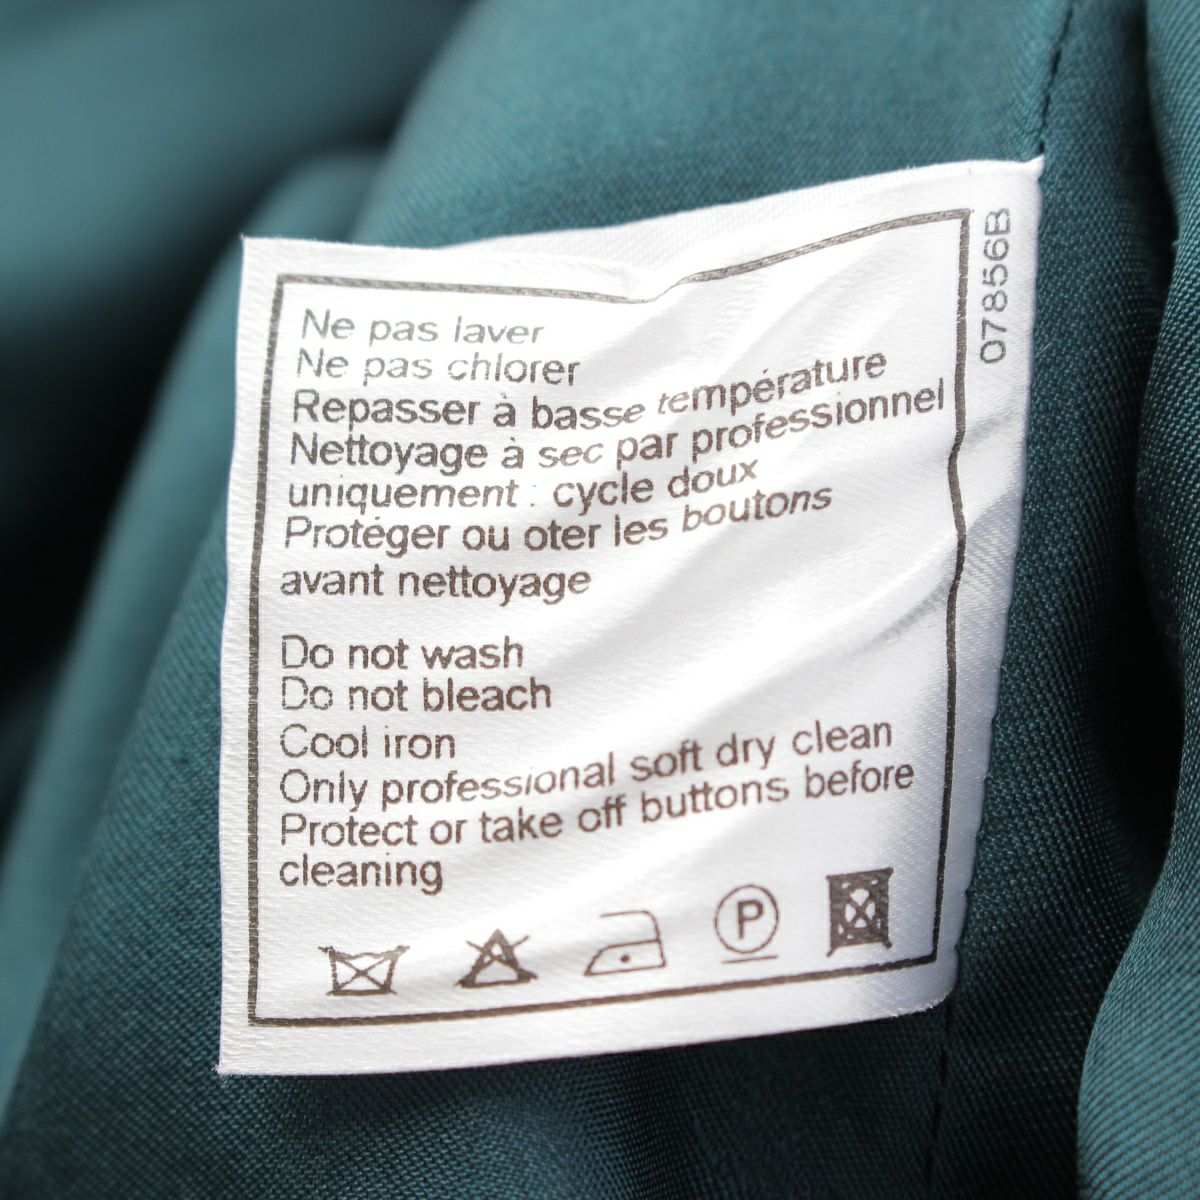 Ne pas laver
Ne pas chlorer
Repasser à basse température
Nettoyage à sec par professionnel
uniquement : cycle doux
Protéger ou oter les boutons
avant nettoyage
Do not wash
Do not bleach
Cool iron
Only professional soft dry clean
Protect or take off buttons before
cleaning
P
07856B